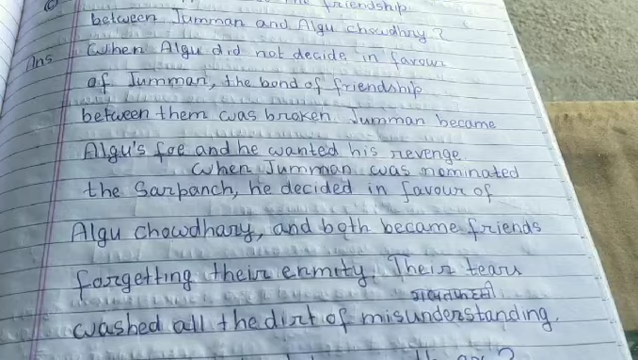 the friendship
between Jumman and Algu chowdhry?
Ans When Algu did not decide in favour
of Jumman, the bond of friendship
between them was broken. Jumman became
Algu's foe and he wanted his revenge.
When Jumman was nominated
the Sarpanch, he decided in favour of
Algu chowdhary, and both became friends
forgetting their enmity. Their tears
गलतफहमी
washed all the dirt of misunderstanding.